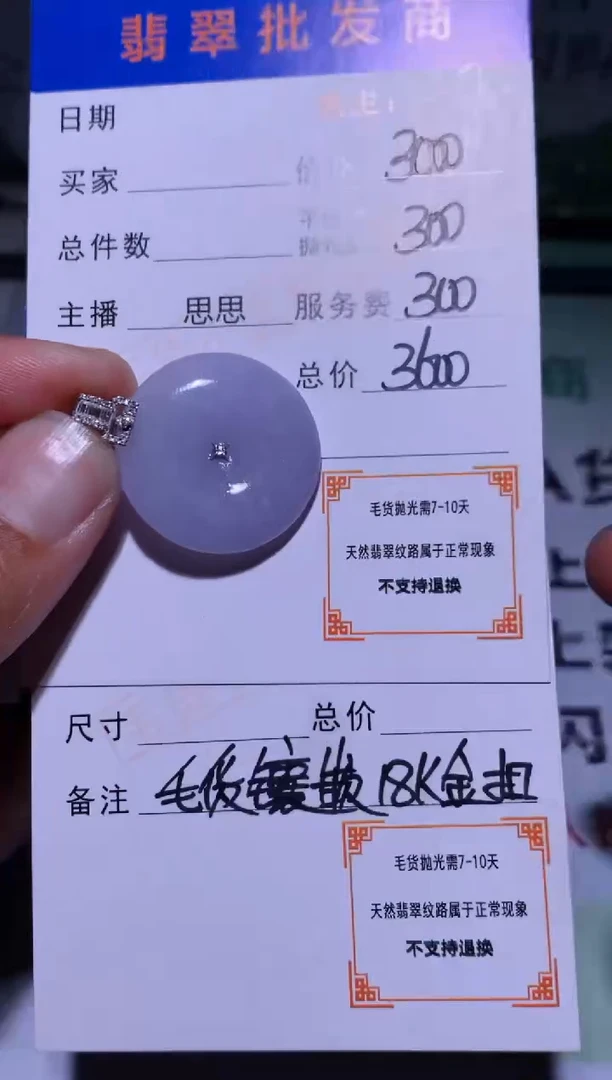 翡翠批发商
日期
买家 3000
总件数 300
主播 思思 服务费 300
总价 3600
毛货抛光需7-10天
天然翡翠纹路属于正常现象
不支持退换
尺寸 总价
备注 毛货镶嵌18K金扣
毛货抛光需7-10天
天然翡翠纹路属于正常现象
不支持退换